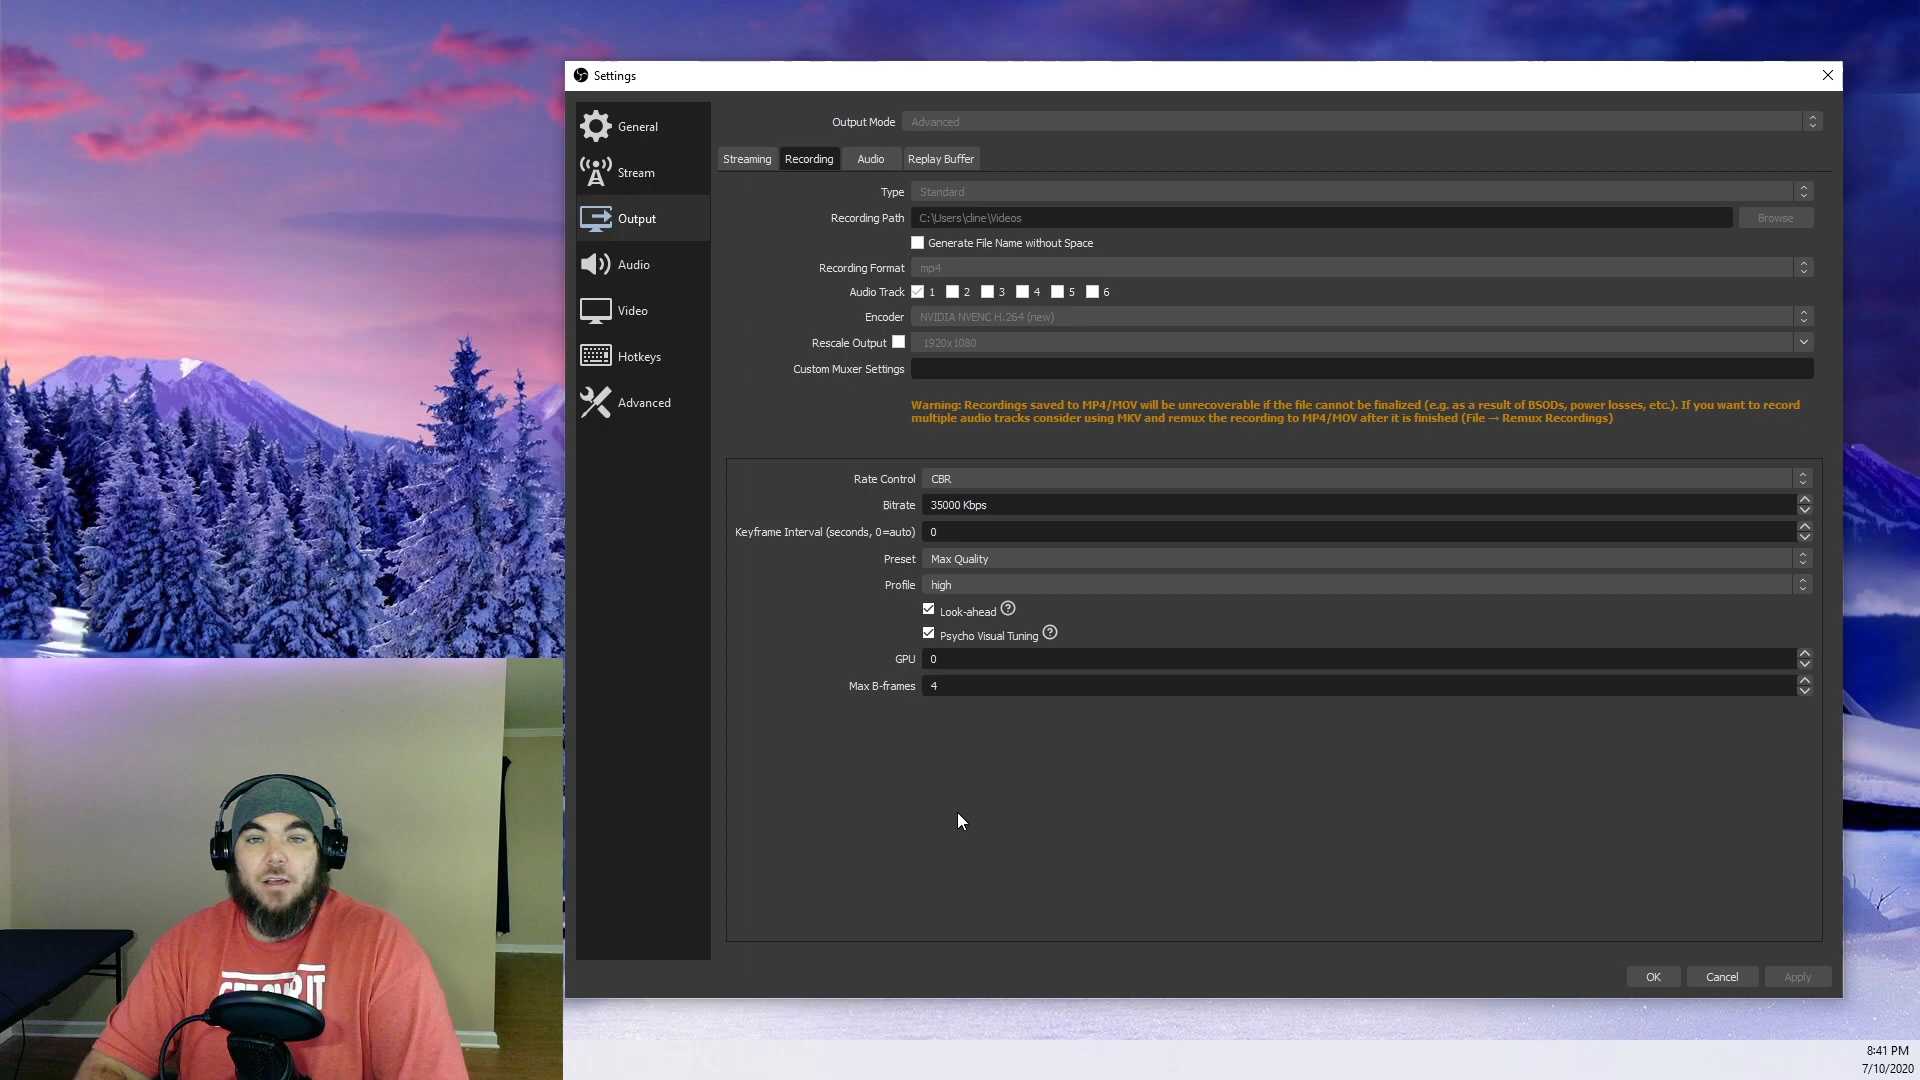 Settings
General
Stream
Output
Audio
Video
Hotkeys
Advanced
Output Mode Advanced
Streaming Recording Audio Replay Buffer
Type Standard
Recording Path C:\Users\cline\Videos Browse
Generate File Name without Space
Recording Format mp4
Audio Track 1 2 3 4 5 6
Encoder NVIDIA NVENC H.264 (new)
Rescale Output 1920x1080
Custom Muxer Settings
Warning: Recordings saved to MP4/MOV will be unrecoverable if the file cannot be finalized (e.g. as a result of BSODs, power losses, etc.). If you want to record
multiple audio tracks consider using MKV and remux the recording to MP4/MOV after it is finished (File → Remux Recordings)
Rate Control CBR
Bitrate 35000 Kbps
Keyframe Interval (seconds, 0=auto) 0
Preset Max Quality
Profile high
Look-ahead ?
Psycho Visual Tuning ?
GPU 0
Max B-frames 4
OK Cancel Apply
8:41 PM
7/10/2020